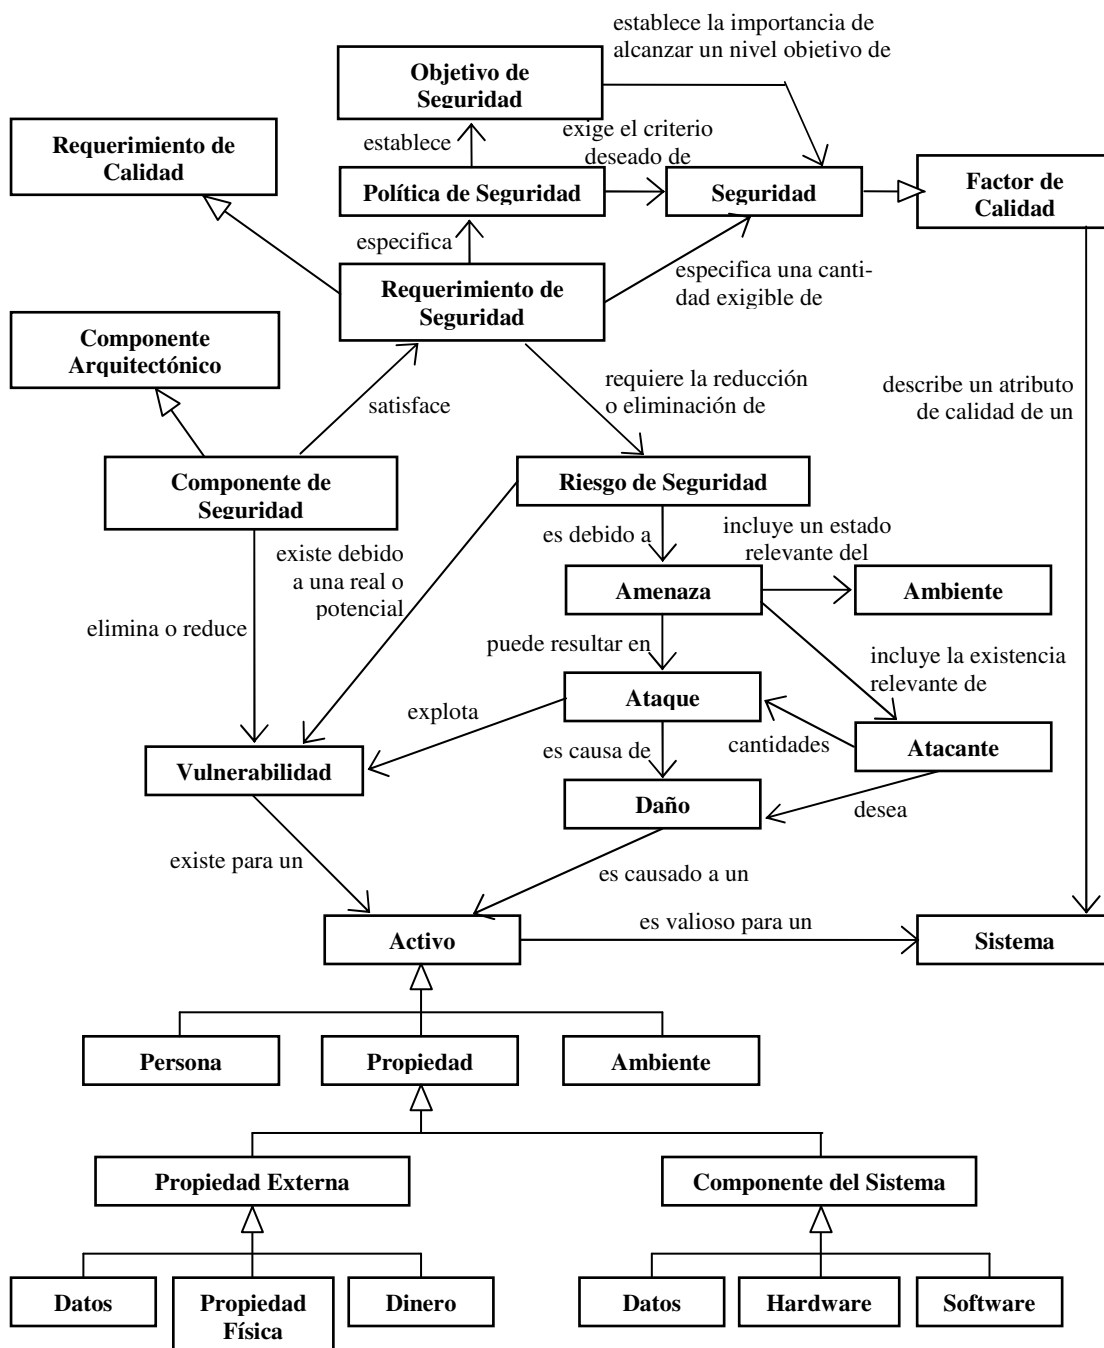 establece la importancia de
alcanzar un nivel objetivo de
Objetivo de
Seguridad
Requerimiento de
Calidad
establece
exige el criterio
deseado de
Política de Seguridad
Seguridad
Factor de
Calidad
especifica
Requerimiento de
Seguridad
especifica una canti-
dad exigible de
Componente
Arquitectónico
satisface
requiere la reducción
o eliminación de
describe un atributo
de calidad de un
Componente de
Seguridad
Riesgo de Seguridad
existe debido
a una real o
potencial
es debido a
incluye un estado
relevante del
Amenaza
Ambiente
elimina o reduce
puede resultar en
incluye la existencia
relevante de
Ataque
explota
es causa de
cantidades
Atacante
Vulnerabilidad
Daño
desea
existe para un
es causado a un
Activo
es valioso para un
Sistema
Persona
Propiedad
Ambiente
Propiedad Externa
Componente del Sistema
Datos
Propiedad
Física
Dinero
Datos
Hardware
Software